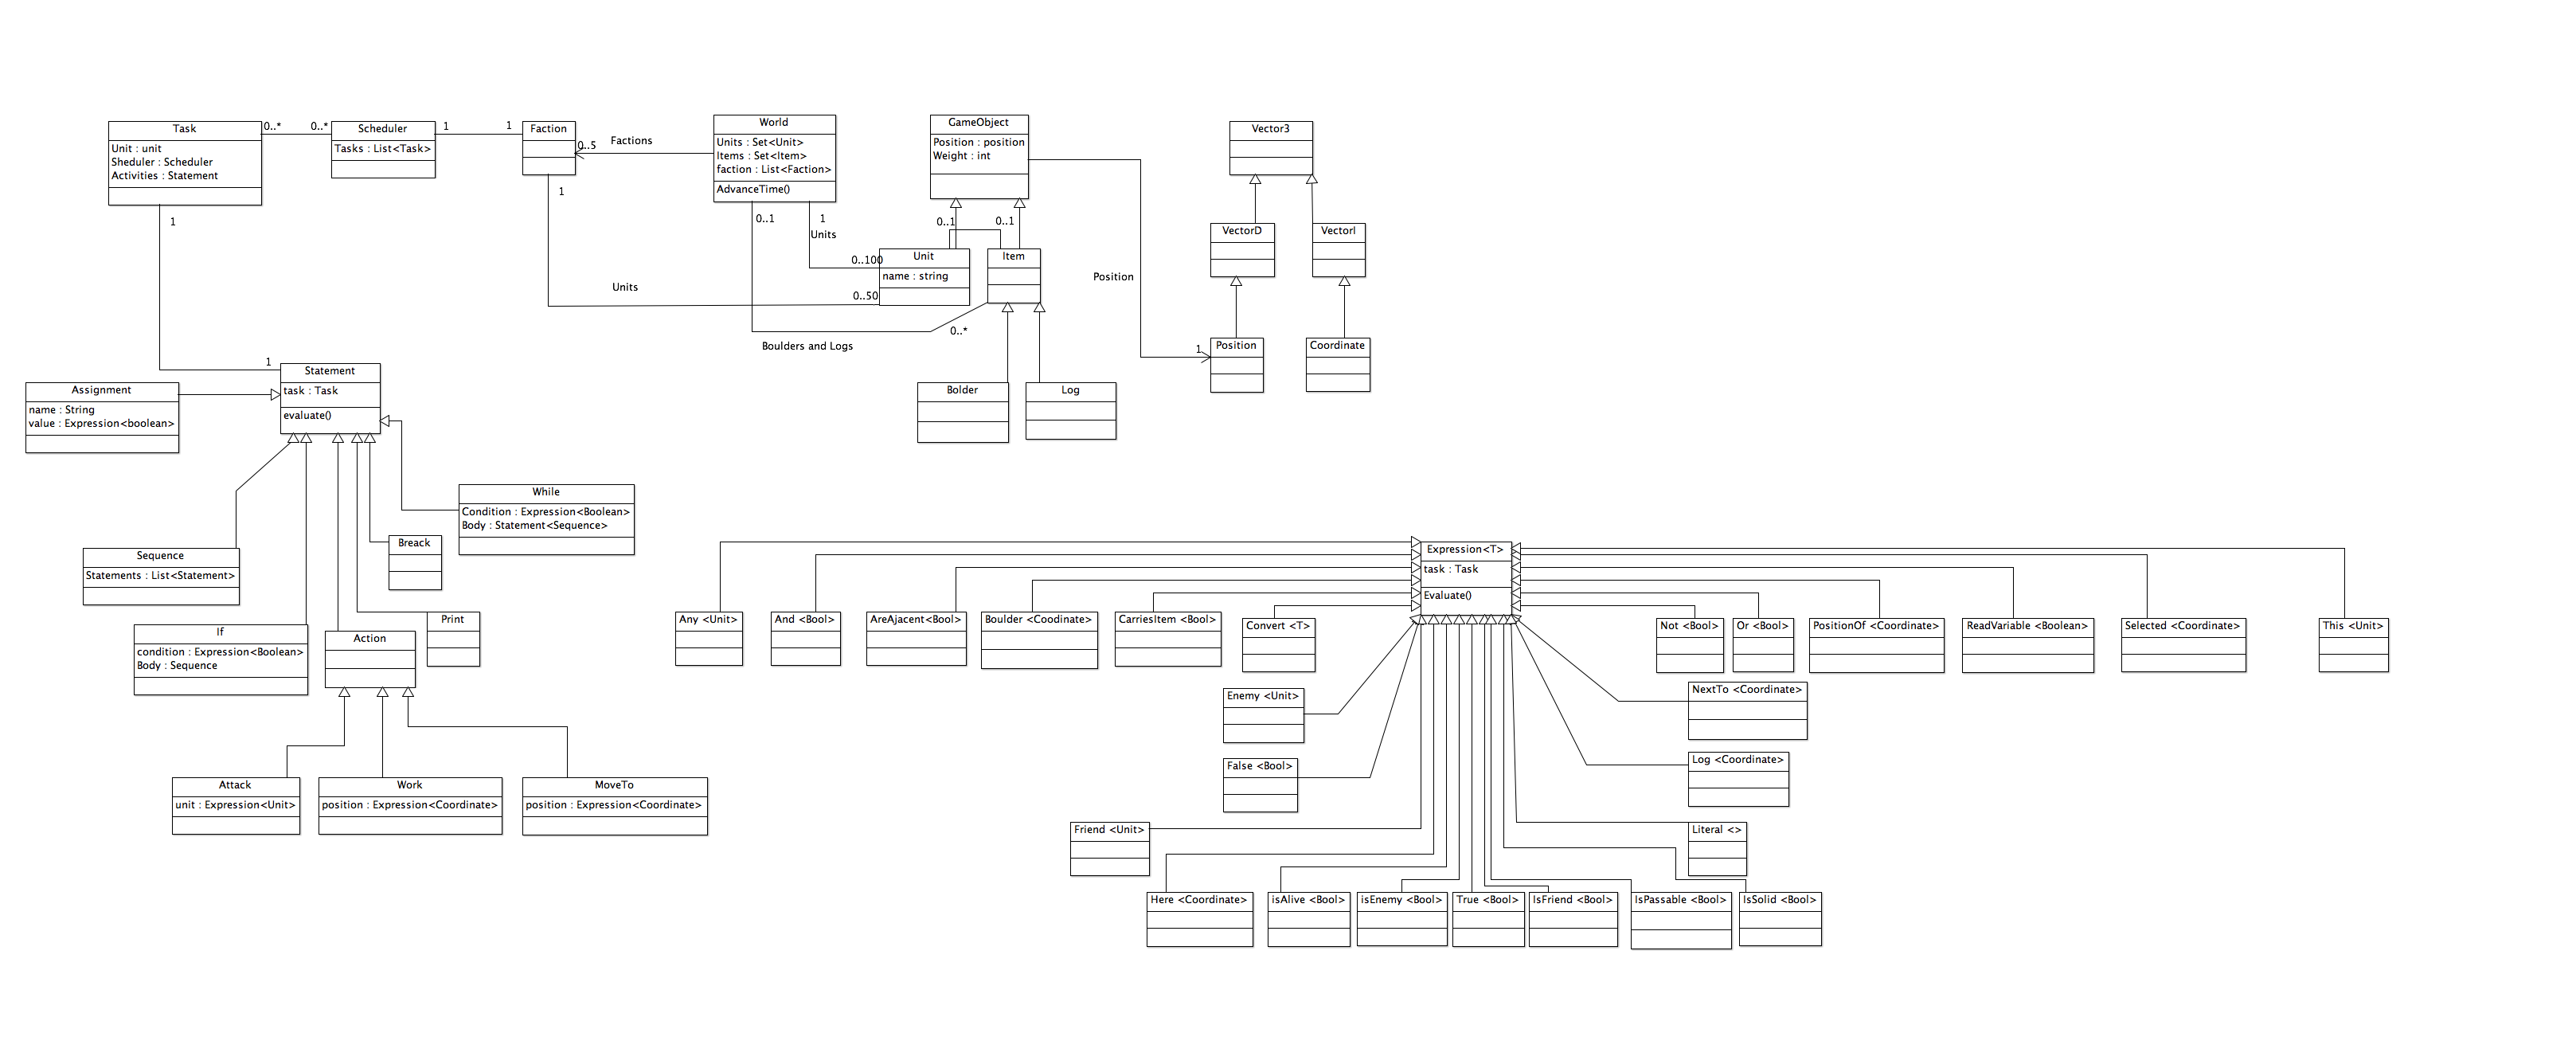 Task
Unit : unit
Sheduler : Scheduler
Activities : Statement
0..*
0..*
Scheduler
Tasks : List<Task>
1
1
Faction
0..5
Factions
World
Units : Set<Unit>
Items : Set<Item>
faction : List<Faction>
AdvanceTime()
GameObject
Position : position
Weight : int
Vector3
1
1
0..1
1
Units
0..1
0..1
0..100
Unit
name : string
Item
VectorD
VectorI
Units
0..50
Position
0..*
Boulders and Logs
1
Position
Coordinate
1
Statement
task : Task
evaluate()
Assignment
name : String
value : Expression<boolean>
Bolder
Log
While
Condition : Expression<Boolean>
Body : Statement<Sequence>
Breack
Sequence
Statements : List<Statement>
Print
If
condition : Expression<Boolean>
Body : Sequence
Action
Attack
unit : Expression<Unit>
Work
position : Expression<Coordinate>
MoveTo
position : Expression<Coordinate>
Expression<T>
task : Task
Evaluate()
Any <Unit>
And <Bool>
AreAjacent<Bool>
Boulder <Coodinate>
CarriesItem <Bool>
Convert <T>
Not <Bool>
Or <Bool>
PositionOf <Coordinate>
ReadVariable <Boolean>
Selected <Coordinate>
This <Unit>
Enemy <Unit>
NextTo <Coordinate>
False <Bool>
Log <Coordinate>
Friend <Unit>
Literal <>
Here <Coordinate>
isAlive <Bool>
isEnemy <Bool>
True <Bool>
IsFriend <Bool>
IsPassable <Bool>
IsSolid <Bool>